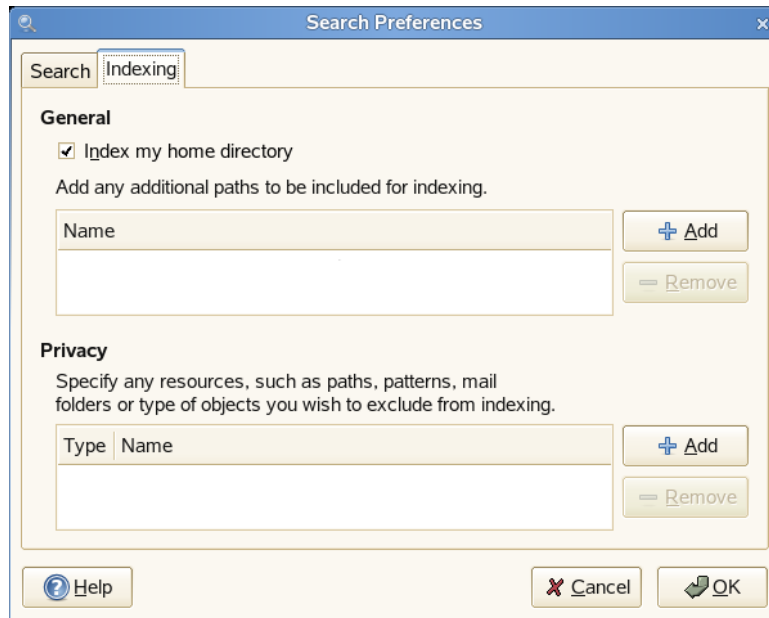 Search Preferences
Search Indexing
General
Index my home directory
Add any additional paths to be included for indexing.
Name
Add
Remove
Privacy
Specify any resources, such as paths, patterns, mail
folders or type of objects you wish to exclude from indexing.
Type Name
Add
Remove
Help Cancel OK